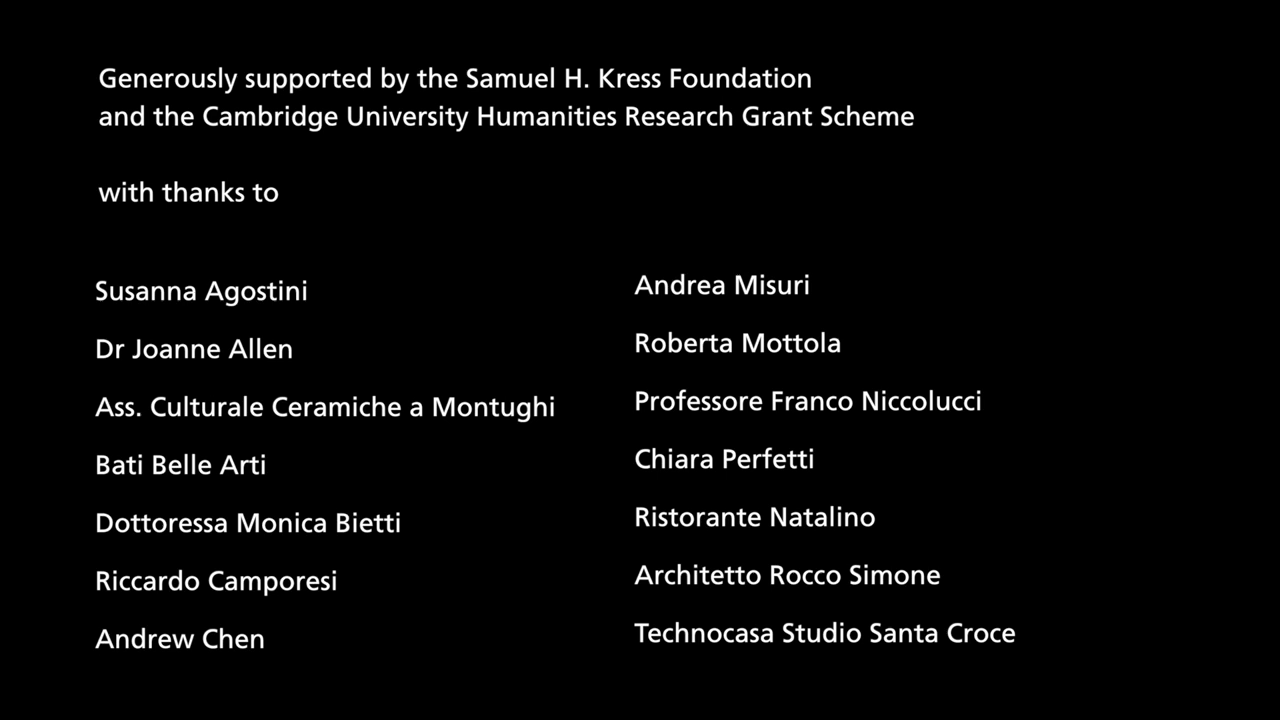 Generously supported by the Samuel H. Kress Foundation
and the Cambridge University Humanities Research Grant Scheme
with thanks to
Susanna Agostini
Dr Joanne Allen
Ass. Culturale Ceramiche a Montughi
Bati Belle Arti
Dottoressa Monica Bietti
Riccardo Camporesi
Andrew Chen
Andrea Misuri
Roberta Mottola
Professore Franco Niccolucci
Chiara Perfetti
Ristorante Natalino
Architetto Rocco Simone
Technocasa Studio Santa Croce